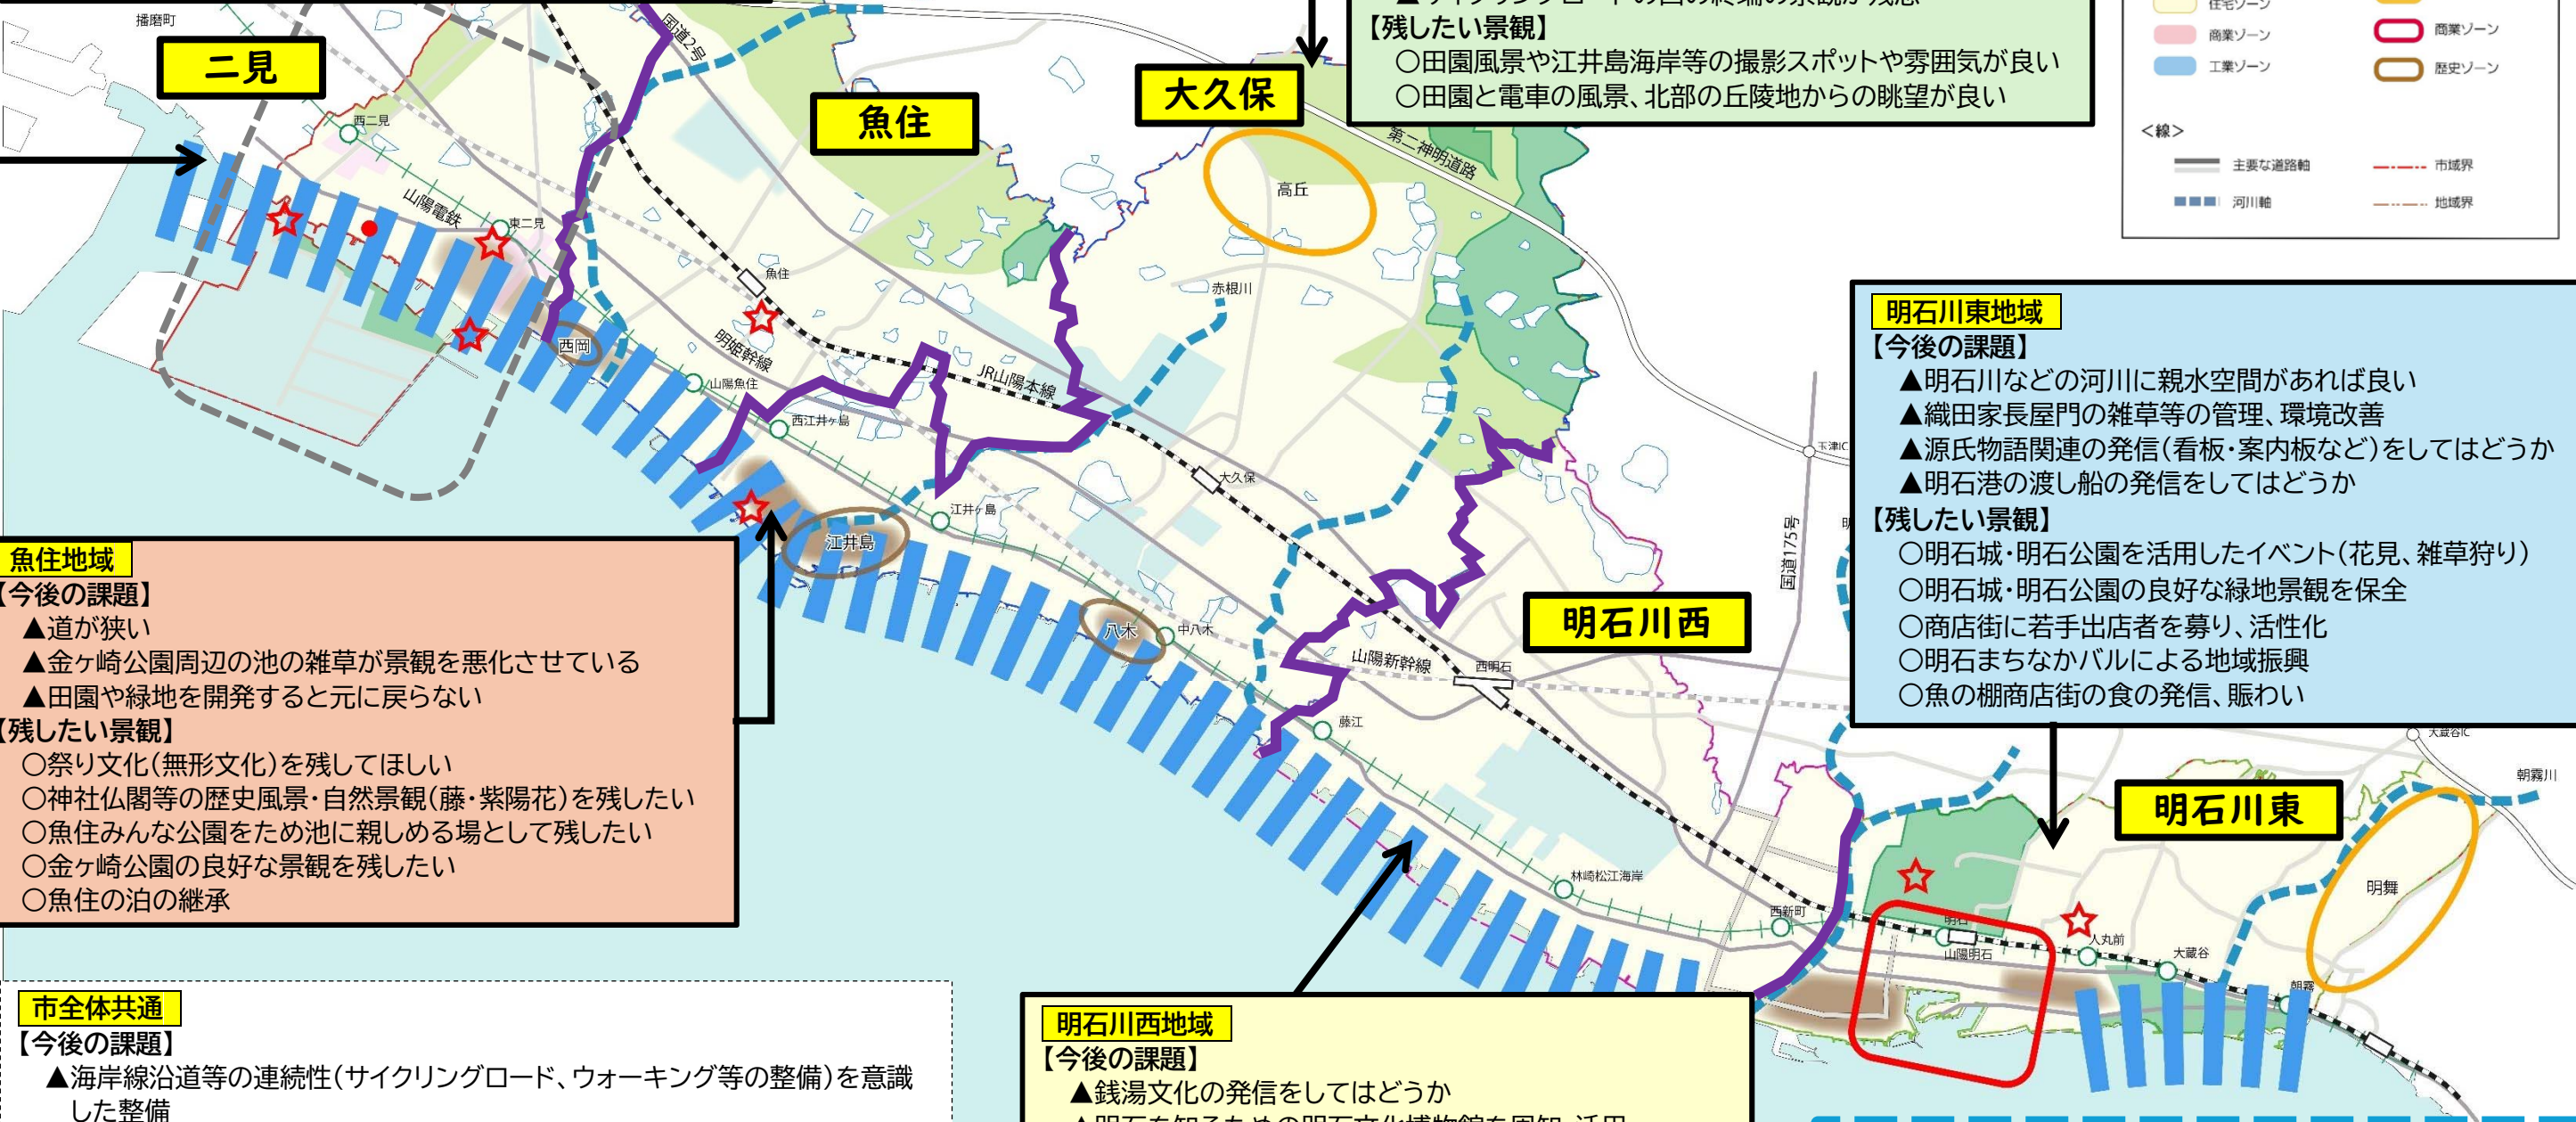 播磨町
二見
国道2号
西二見
山陽電鉄
東二見
西岡
魚住
魚住
明姫幹線
山陽魚住
西江井ヶ島
JR山陽本線
江井ヶ島
江井島
大久保
高丘
第二神明道路
赤根川
大久保
八木
中八木
山陽新幹線
西明石
藤江
明石川西
国道175号
玉津IC
林崎松江海岸
西新町
明石
山陽明石
人丸前
大蔵谷
朝霧
明舞
明石川東
大蔵谷IC
朝霧川
【残したい景観】
○田園風景や江井島海岸等の撮影スポットや雰囲気が良い
○田園と電車の風景、北部の丘陵地からの眺望が良い
住宅ゾーン
商業ゾーン
工業ゾーン
商業ゾーン
歴史ゾーン
<線>
主要な道路軸
河川軸
市域界
地域界
明石川東地域
【今後の課題】
▲明石川などの河川に親水空間があれば良い
▲織田家長屋門の雑草等の管理、環境改善
▲源氏物語関連の発信(看板・案内板など)をしてはどうか
▲明石港の渡し船の発信をしてはどうか
【残したい景観】
○明石城・明石公園を活用したイベント(花見、雑草狩り)
○明石城・明石公園の良好な緑地景観を保全
○商店街に若手出店者を募り、活性化
○明石まちなかバルによる地域振興
○魚の棚商店街の食の発信、賑わい
魚住地域
【今後の課題】
▲道が狭い
▲金ヶ崎公園周辺の池の雑草が景観を悪化させている
▲田園や緑地を開発すると元に戻らない
【残したい景観】
○祭り文化(無形文化)を残してほしい
○神社仏閣等の歴史風景・自然景観(藤・紫陽花)を残したい
○魚住みんな公園をため池に親しめる場として残したい
○金ヶ崎公園の良好な景観を残したい
○魚住の泊の継承
市全体共通
【今後の課題】
▲海岸線沿道等の連続性(サイクリングロード、ウォーキング等の整備)を意識
した整備
明石川西地域
【今後の課題】
▲銭湯文化の発信をしてはどうか